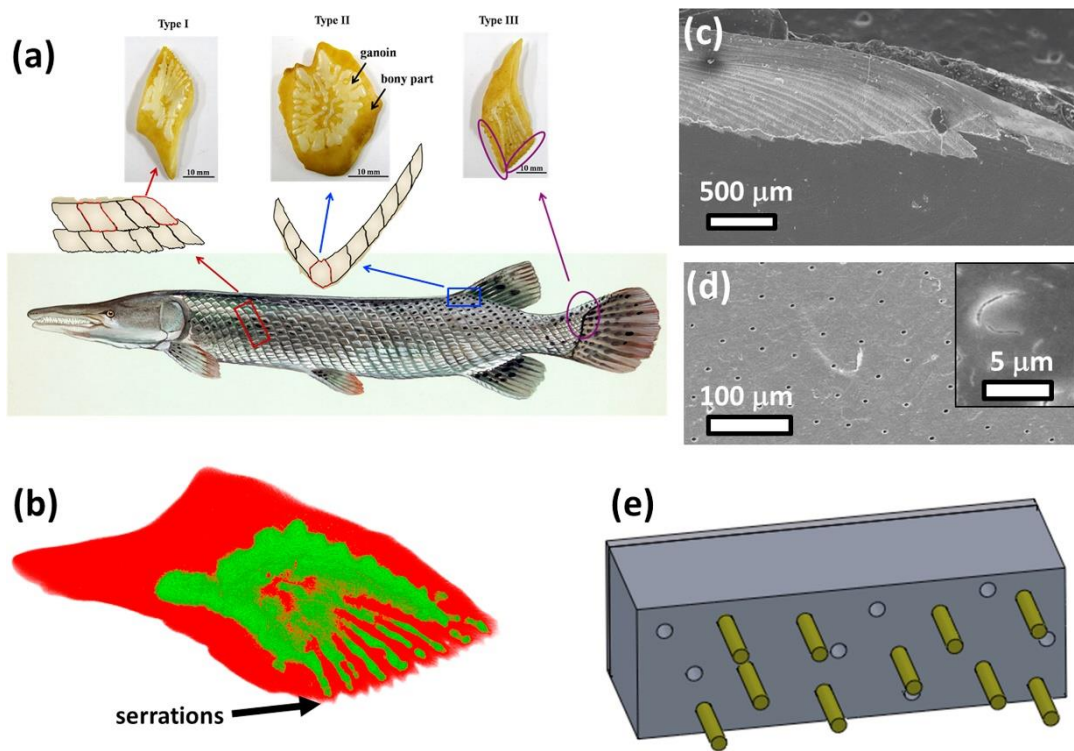 (a)
Type I
Type II
Type III
ganoin
bony part
10 mm
10 mm
10 mm
(b)
serrations
(c)
500 μm
(d)
100 μm
5 μm
(e)